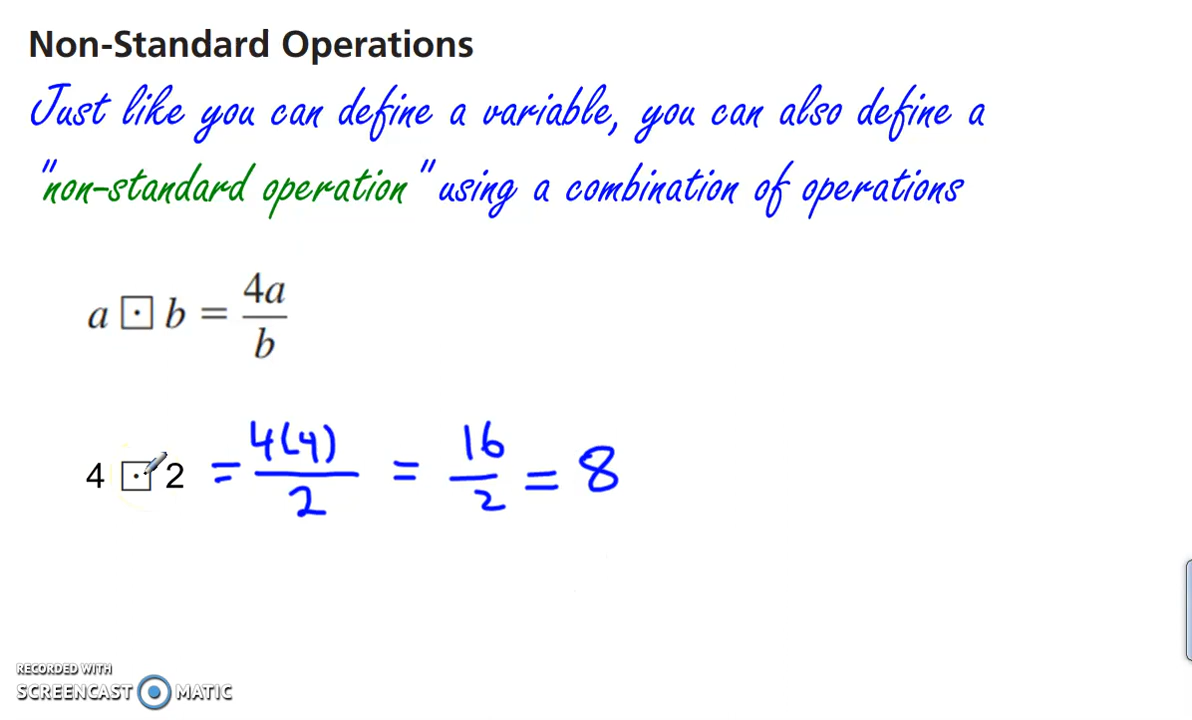 Non-Standard Operations
Just like you can define a variable, you can also define a
"non-standard operation" using a combination of operations
a ⊡ b = 4a/b
4 ⊡ 2 = 4(4)/2 = 16/2 = 8
RECORDED WITH
SCREENCAST MATIC